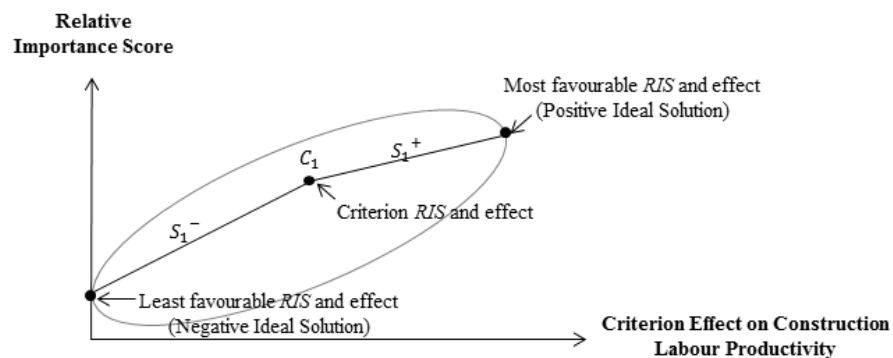 Relative
Importance Score
Most favourable RIS and effect
(Positive Ideal Solution)
S₁⁺
C₁
Criterion RIS and effect
S₁⁻
Least favourable RIS and effect
(Negative Ideal Solution)
Criterion Effect on Construction
Labour Productivity